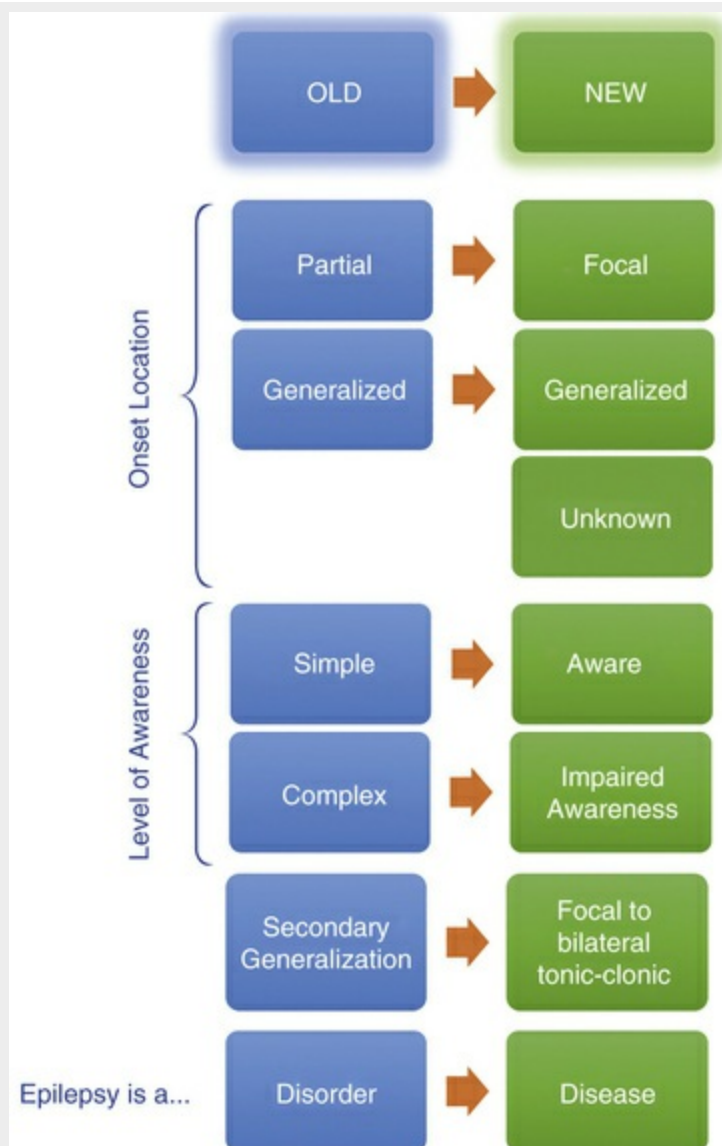 OLD
NEW
Onset Location
Partial
Focal
Generalized
Generalized
Unknown
Level of Awareness
Simple
Aware
Complex
Impaired
Awareness
Secondary
Generalization
Focal to
bilateral
tonic-clonic
Epilepsy is a...
Disorder
Disease